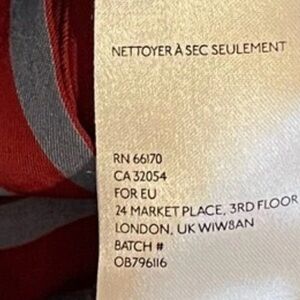 NETTOYER À SEC SEULEMENT
RN 66170
CA 32054
FOR EU
24 MARKET PLACE, 3RD FLOOR
LONDON, UK W1W8AN
BATCH #
OB796116